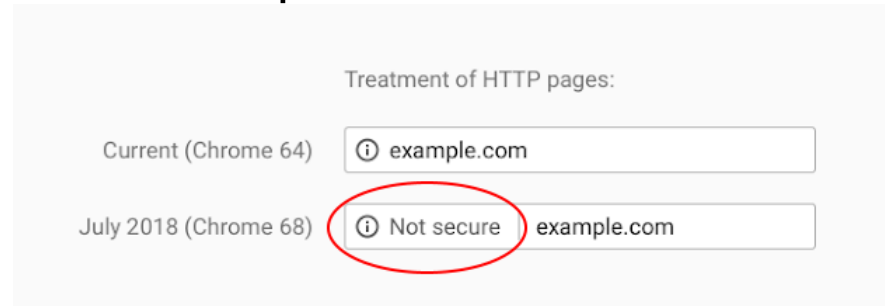 Treatment of HTTP pages:
Current (Chrome 64) example.com
July 2018 (Chrome 68) Not secure example.com